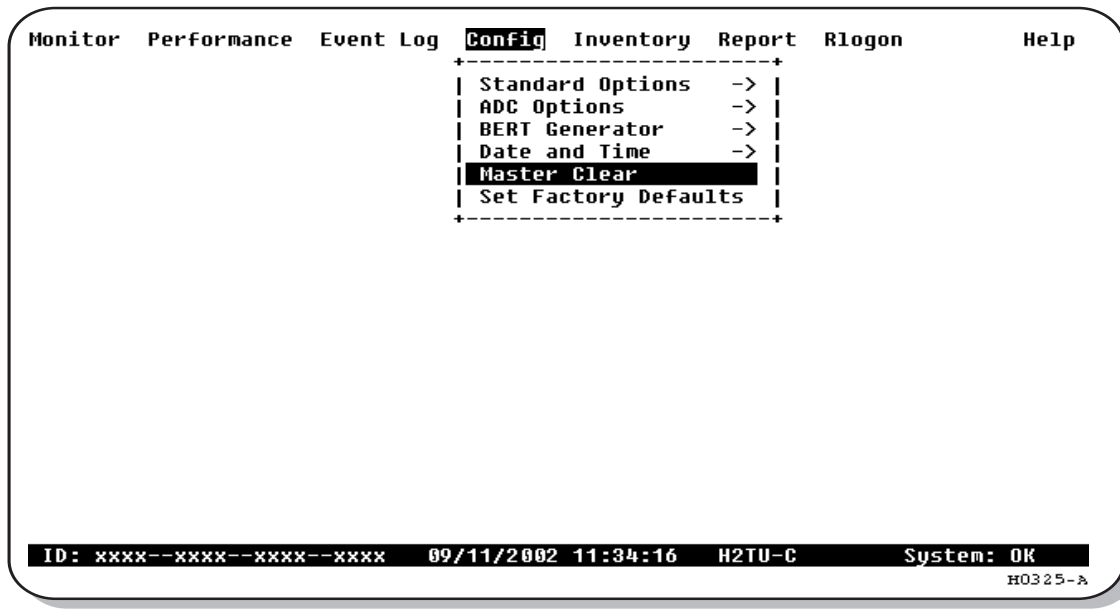 Monitor Performance Event Log Config Inventory Report Rlogon Help
Standard Options ->
ADC Options ->
BERT Generator ->
Date and Time ->
Master Clear
Set Factory Defaults
ID: xxxx--xxxx--xxxx--xxxx 09/11/2002 11:34:16 H2TU-C System: OK
H0325-A